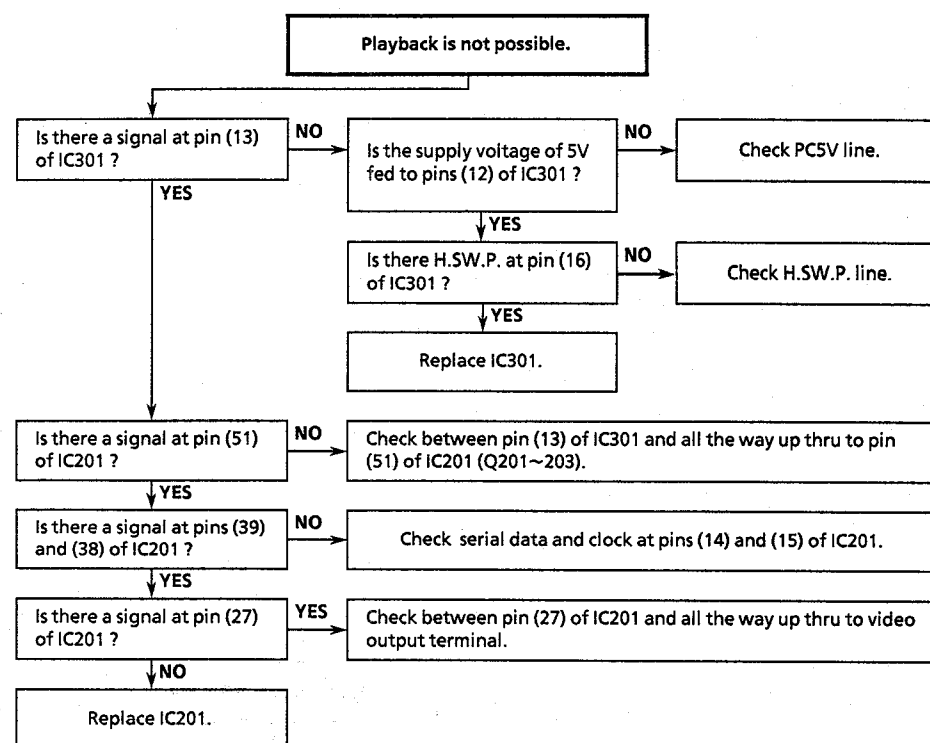 Playback is not possible.
Is there a signal at pin (13)
of IC301 ?
NO
Is the supply voltage of 5V
fed to pins (12) of IC301 ?
NO
Check PC5V line.
YES
YES
Is there H.SW.P. at pin (16)
of IC301 ?
NO
Check H.SW.P. line.
YES
Replace IC301.
Is there a signal at pin (51)
of IC201 ?
NO
Check between pin (13) of IC301 and all the way up thru to pin
(51) of IC201 (Q201~203).
YES
Is there a signal at pins (39)
and (38) of IC201 ?
NO
Check serial data and clock at pins (14) and (15) of IC201.
YES
Is there a signal at pin (27)
of IC201 ?
YES
Check between pin (27) of IC201 and all the way up thru to video
output terminal.
NO
Replace IC201.